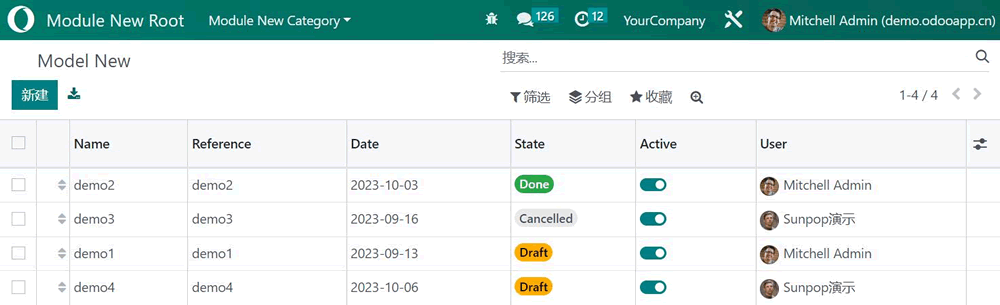 Module New Root Module New Category 126 12 YourCompany Mitchell Admin (demo.odooapp.cn)
Model New 搜索...
新建 筛选 分组 收藏 1-4 / 4
Name Reference Date State Active User
demo2 demo2 2023-10-03 Done Mitchell Admin
demo3 demo3 2023-09-16 Cancelled Sunpop演示
demo1 demo1 2023-09-13 Draft Mitchell Admin
demo4 demo4 2023-10-06 Draft Sunpop演示